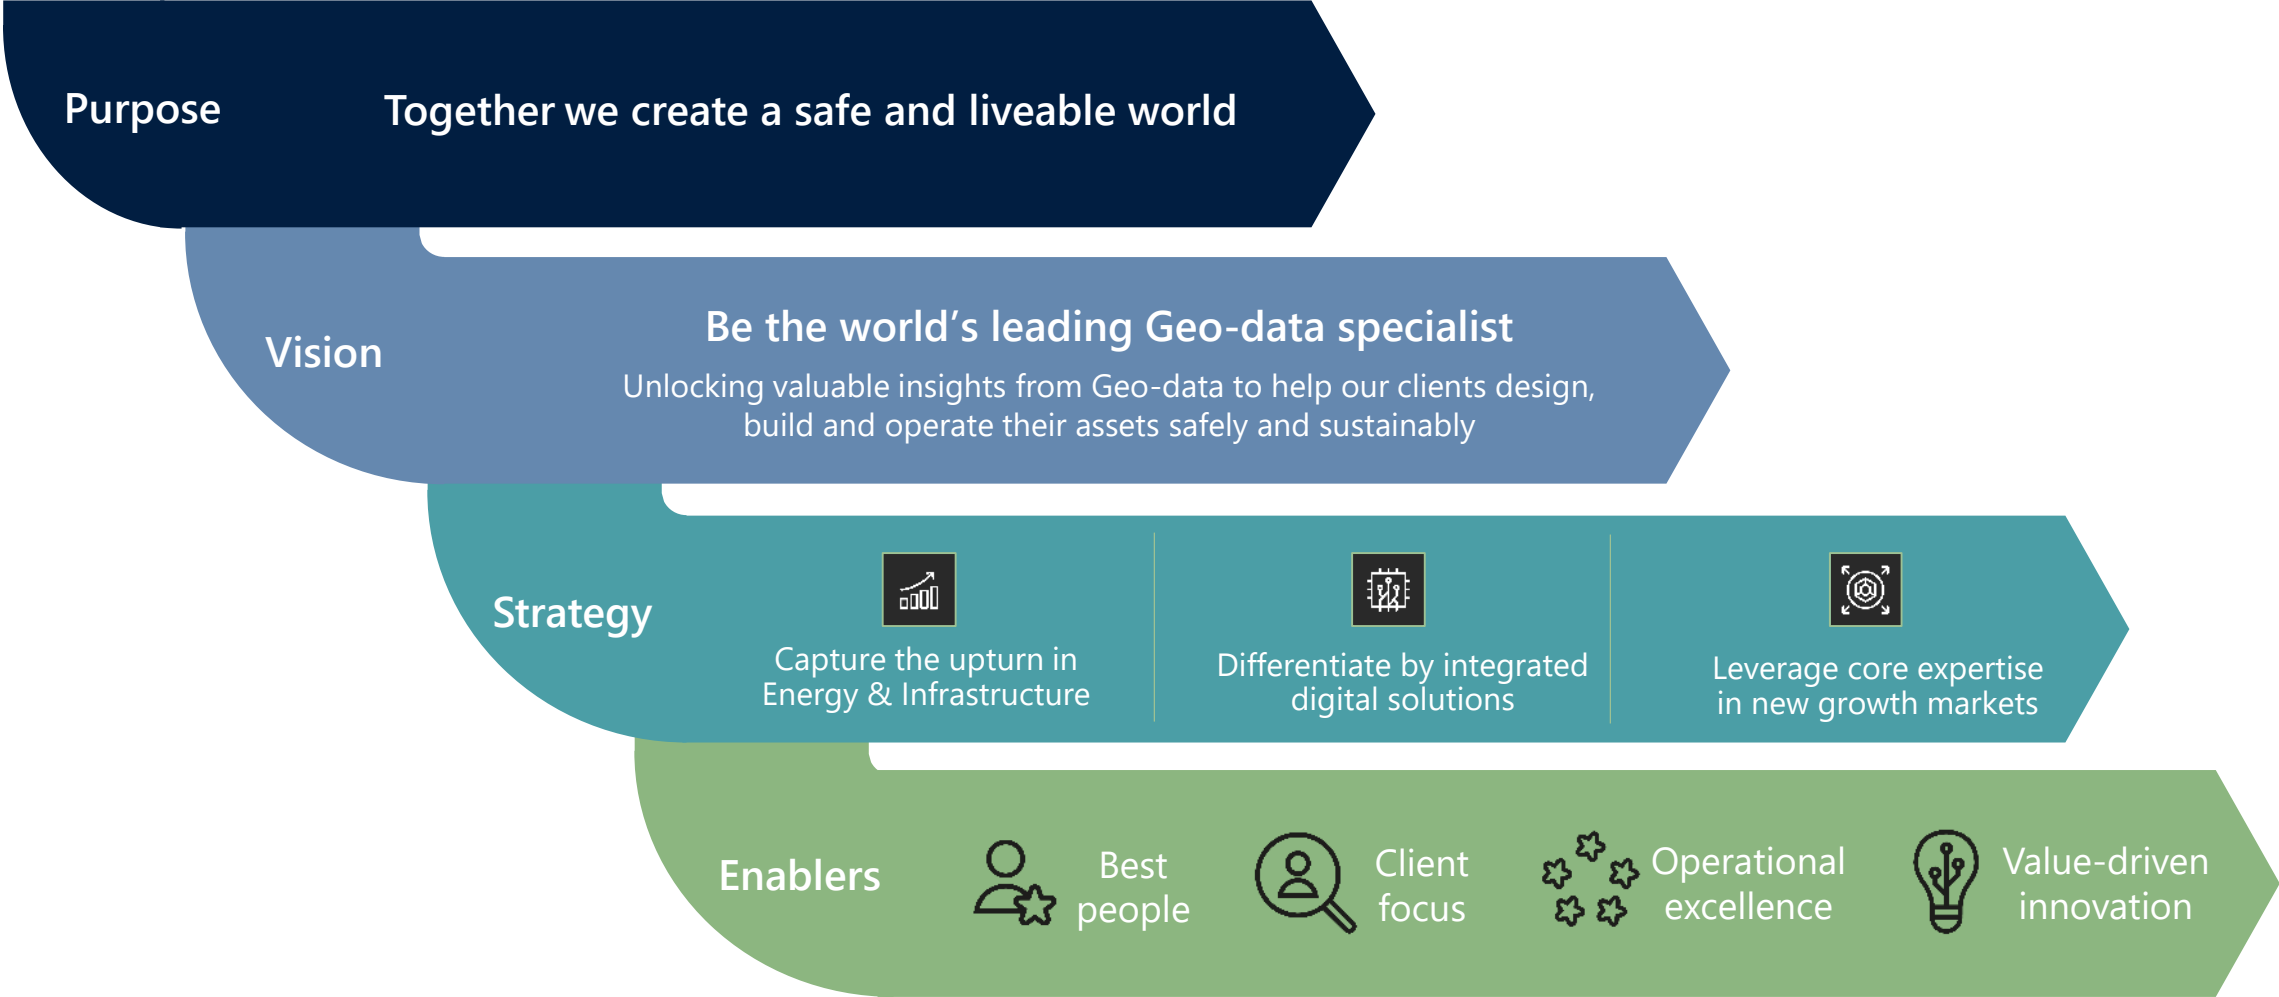 Purpose
Together we create a safe and liveable world
Vision
Be the world’s leading Geo-data specialist
Unlocking valuable insights from Geo-data to help our clients design,
build and operate their assets safely and sustainably
Strategy
Capture the upturn in
Energy & Infrastructure
Differentiate by integrated
digital solutions
Leverage core expertise
in new growth markets
Enablers
Best
people
Client
focus
Operational
excellence
Value-driven
innovation